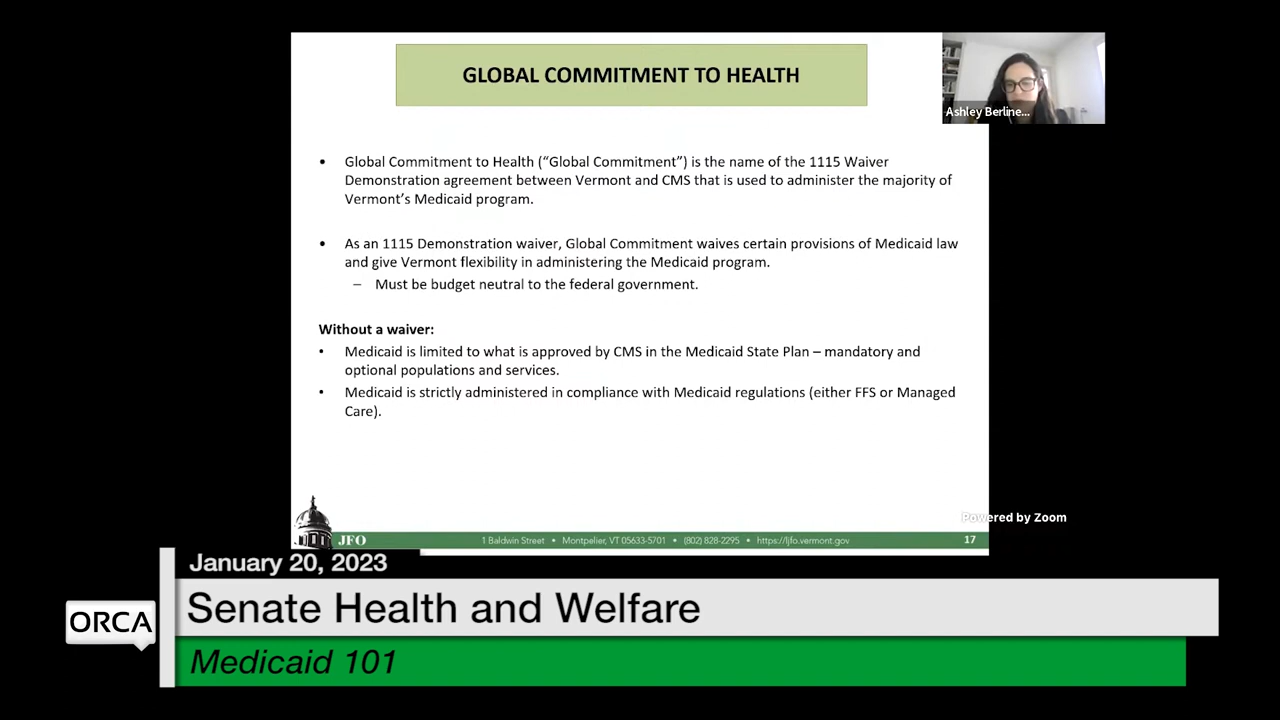 GLOBAL COMMITMENT TO HEALTH
Ashley Berline...
• Global Commitment to Health (“Global Commitment”) is the name of the 1115 Waiver
Demonstration agreement between Vermont and CMS that is used to administer the majority of
Vermont’s Medicaid program.
• As an 1115 Demonstration waiver, Global Commitment waives certain provisions of Medicaid law
and give Vermont flexibility in administering the Medicaid program.
– Must be budget neutral to the federal government.
Without a waiver:
• Medicaid is limited to what is approved by CMS in the Medicaid State Plan – mandatory and
optional populations and services.
• Medicaid is strictly administered in compliance with Medicaid regulations (either FFS or Managed
Care).
Powered by Zoom
JFO
1 Baldwin Street • Montpelier, VT 05633-5701 • (802) 828-2295 • https://ljfo.vermont.gov
17
January 20, 2023
ORCA
Senate Health and Welfare
Medicaid 101